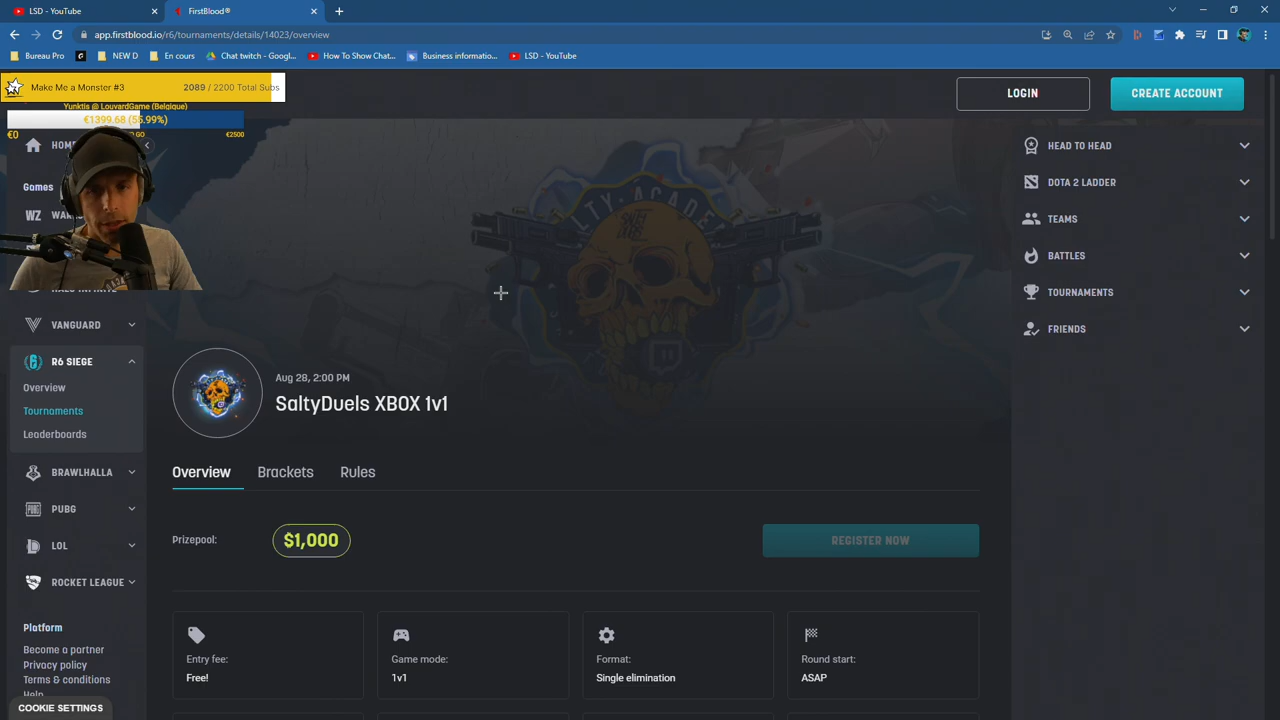 LSD - YouTube
FirstBlood®
app.firstblood.io/r6/tournaments/details/14023/overview
Bureau Pro
NEW D
En cours
Chat twitch - Googl...
How To Show Chat...
Business informatio...
LSD - YouTube
Make Me a Monster #3
2089 / 2200 Total Subs
Yunktis @ LouvardGame (Belgique)
€1399.68 (55.99%)
€0
€2500
LOGIN
CREATE ACCOUNT
Games
R6 SIEGE
VANGUARD
Overview
Tournaments
Leaderboards
BRAWLHALLA
PUBG
LOL
ROCKET LEAGUE
Platform
Become a partner
Privacy policy
Terms & conditions
Help
COOKIE SETTINGS
Aug 28, 2:00 PM
SaltyDuels XBOX 1v1
Overview
Brackets
Rules
Prizepool:
$1,000
REGISTER NOW
Entry fee:
Free!
Game mode:
1v1
Format:
Single elimination
Round start:
ASAP
HEAD TO HEAD
DOTA 2 LADDER
TEAMS
BATTLES
TOURNAMENTS
FRIENDS